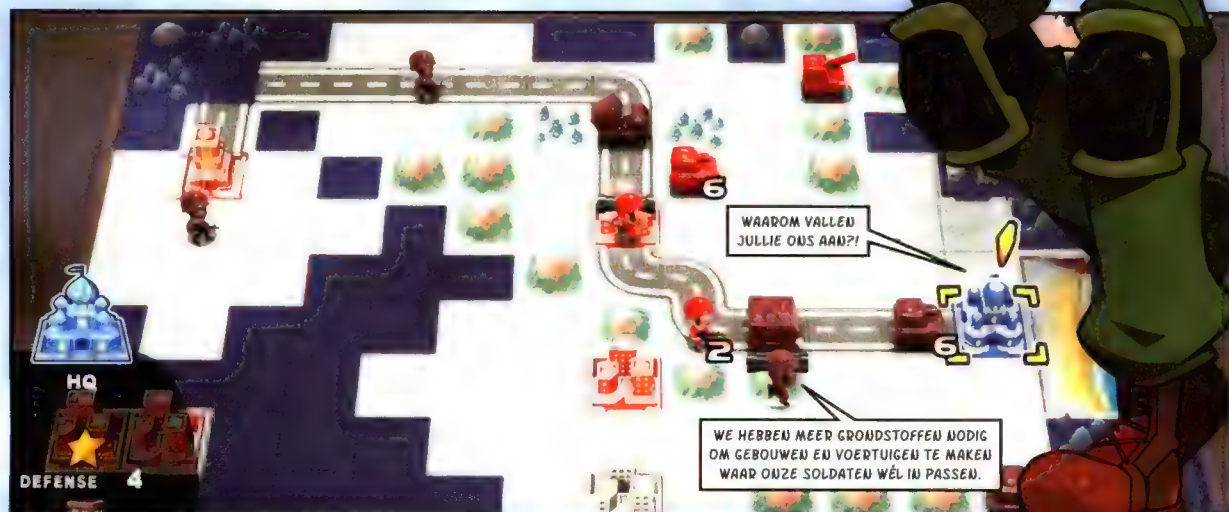 6
WAAROM VALLEN
JULLIE ONS AAN?!
2
6
HQ
WE HEBBEN MEER GRONDSTOFFEN NODIG
OM GEBOUWEN EN VOERTUIGEN TE MAKEN
WAAR ONZE SOLDATEN WÉL IN PASSEN.
DEFENSE 4